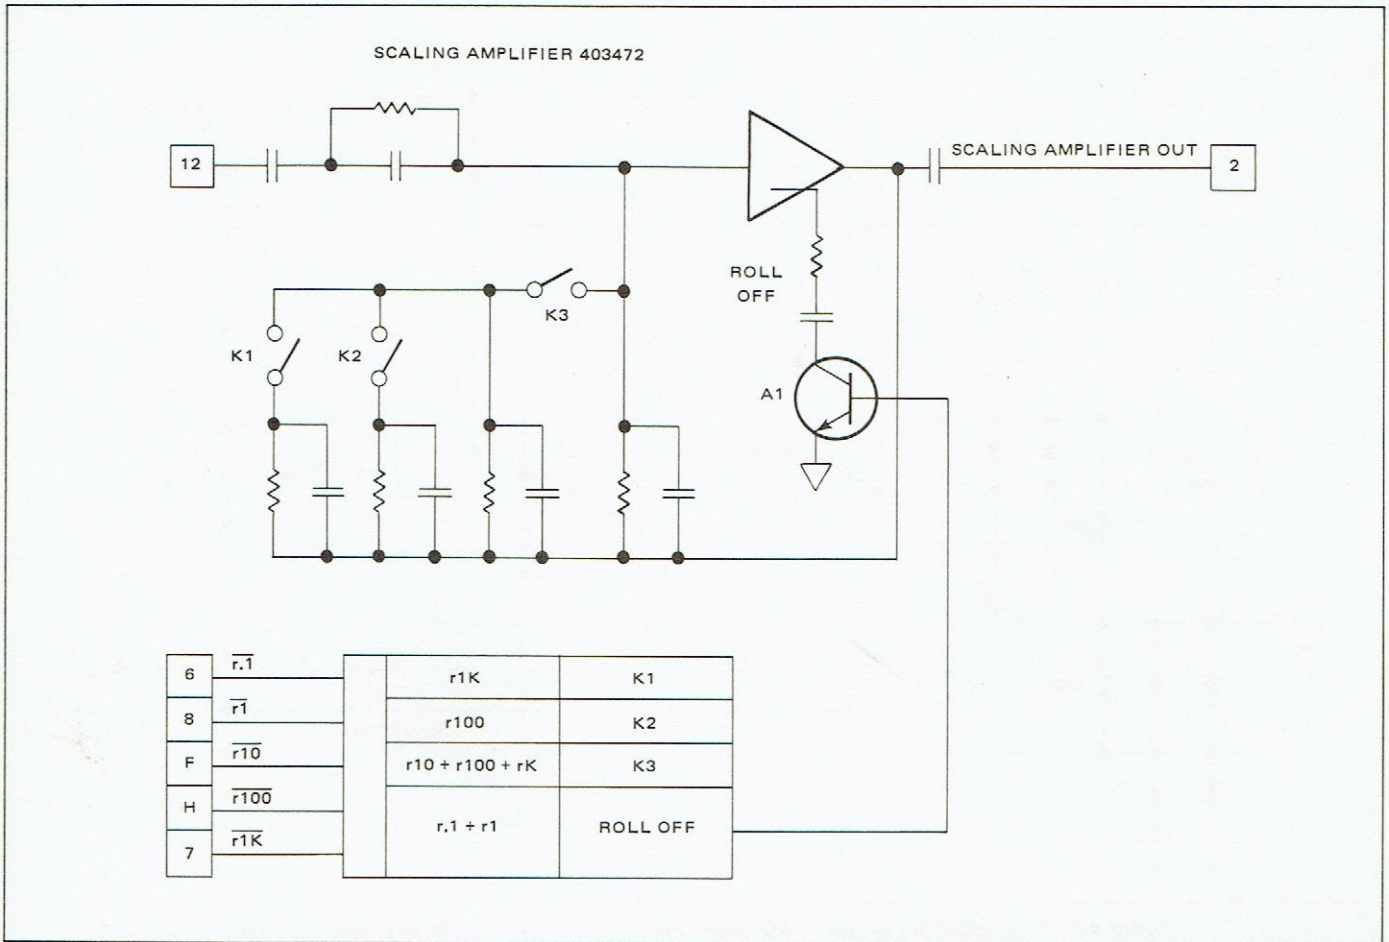 SCALING AMPLIFIER 403472
12
SCALING AMPLIFIER OUT
2
ROLL
OFF
K3
K1
K2
A1
6 r.1 r1K K1
8 r1 r100 K2
F r10 r10 + r100 + rK K3
H r100
r.1 + r1 ROLL OFF
7 r1K